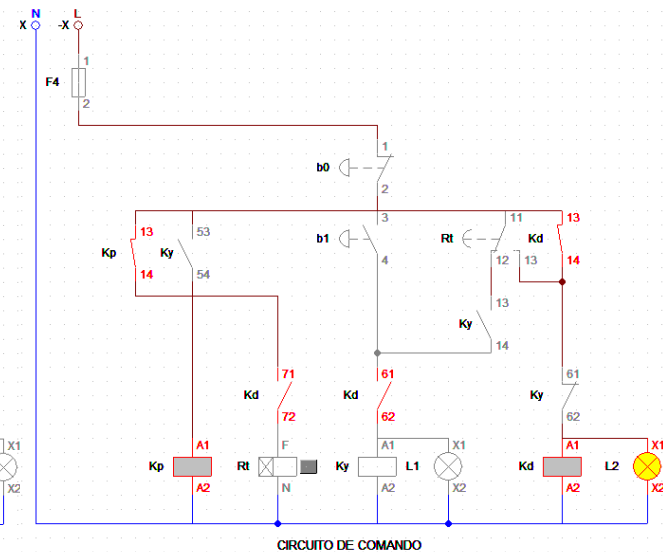 N L
X -X
1
F4
2
1
b0
2
13 53 3 11 13
Kp Ky b1 Rt Kd
14 54 4 12 13 14
13
Ky
14
71 61 61
Kd Kd Ky
72 62 62
X1 A1 F A1 X1 A1 X1
Kp Rt Ky L1 Kd L2
X2 A2 N A2 X2 A2 X2
CIRCUITO DE COMANDO